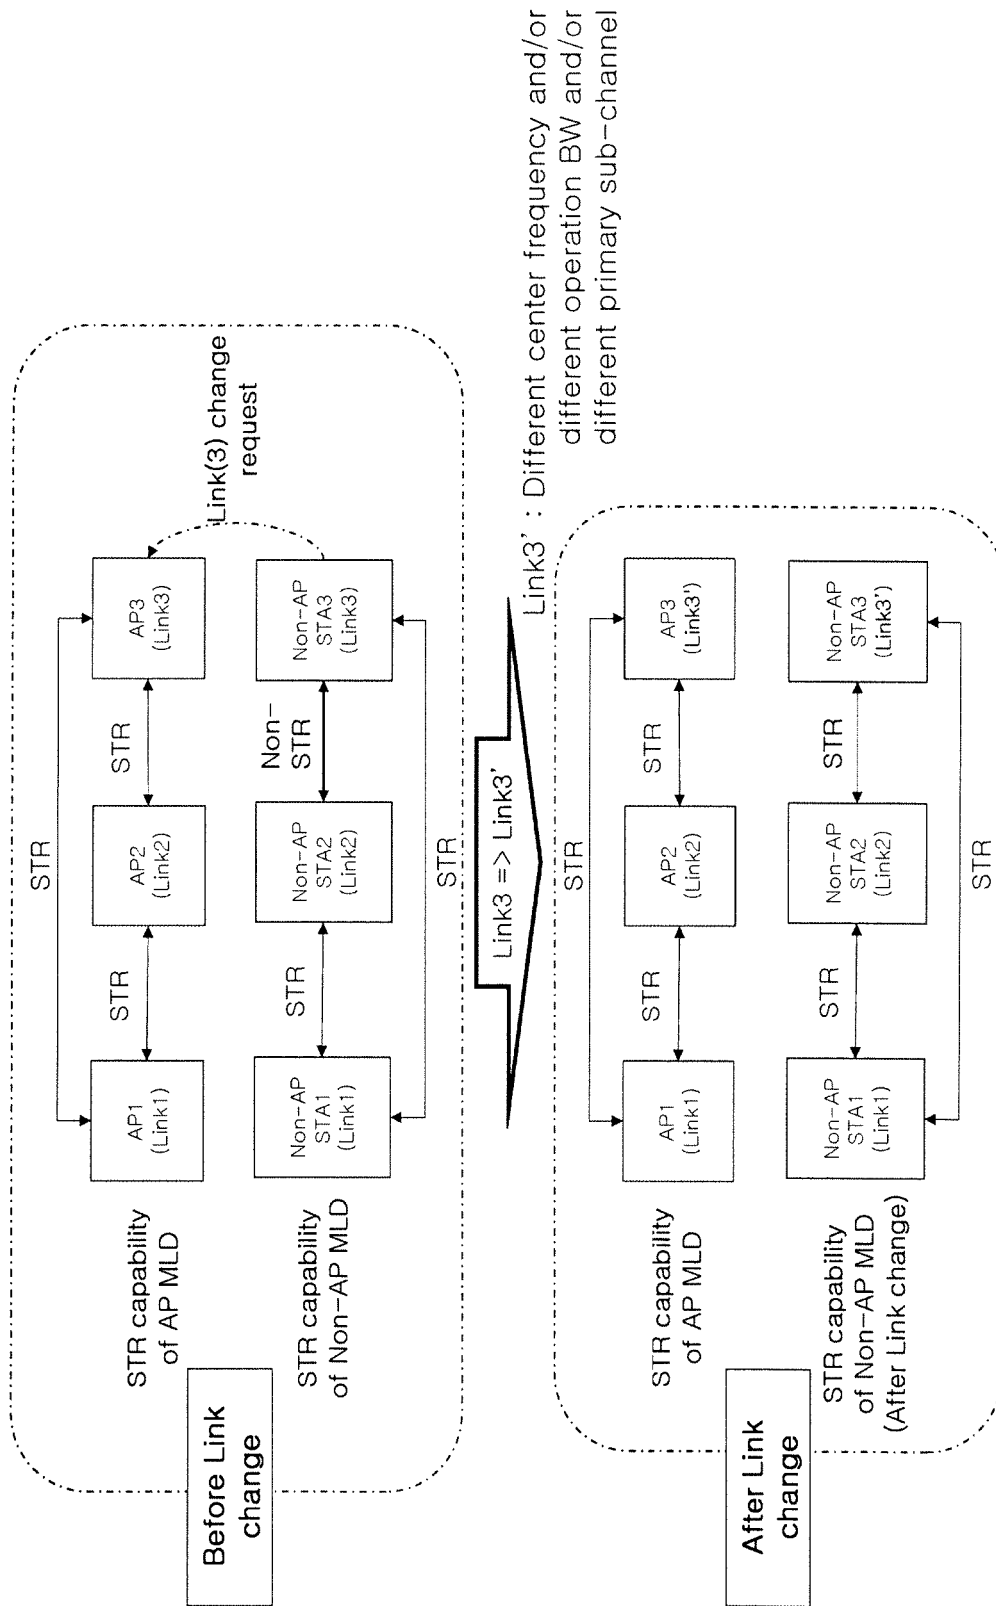 Before Link
change
STR capability
of AP MLD
STR
AP1
(Link1)
STR
AP2
(Link2)
STR
AP3
(Link3)
Link(3) change
request
STR capability
of Non-AP MLD
Non-AP
STA1
(Link1)
STR
Non-AP
STA2
(Link2)
Non-
STR
Non-AP
STA3
(Link3)
STR
Link3 => Link3'
Link3' : Different center frequency and/or
different operation BW and/or
different primary sub-channel
After Link
change
STR capability
of AP MLD
STR
AP1
(Link1)
STR
AP2
(Link2)
STR
AP3
(Link3')
STR capability
of Non-AP MLD
(After Link change)
Non-AP
STA1
(Link1)
STR
Non-AP
STA2
(Link2)
STR
Non-AP
STA3
(Link3')
STR